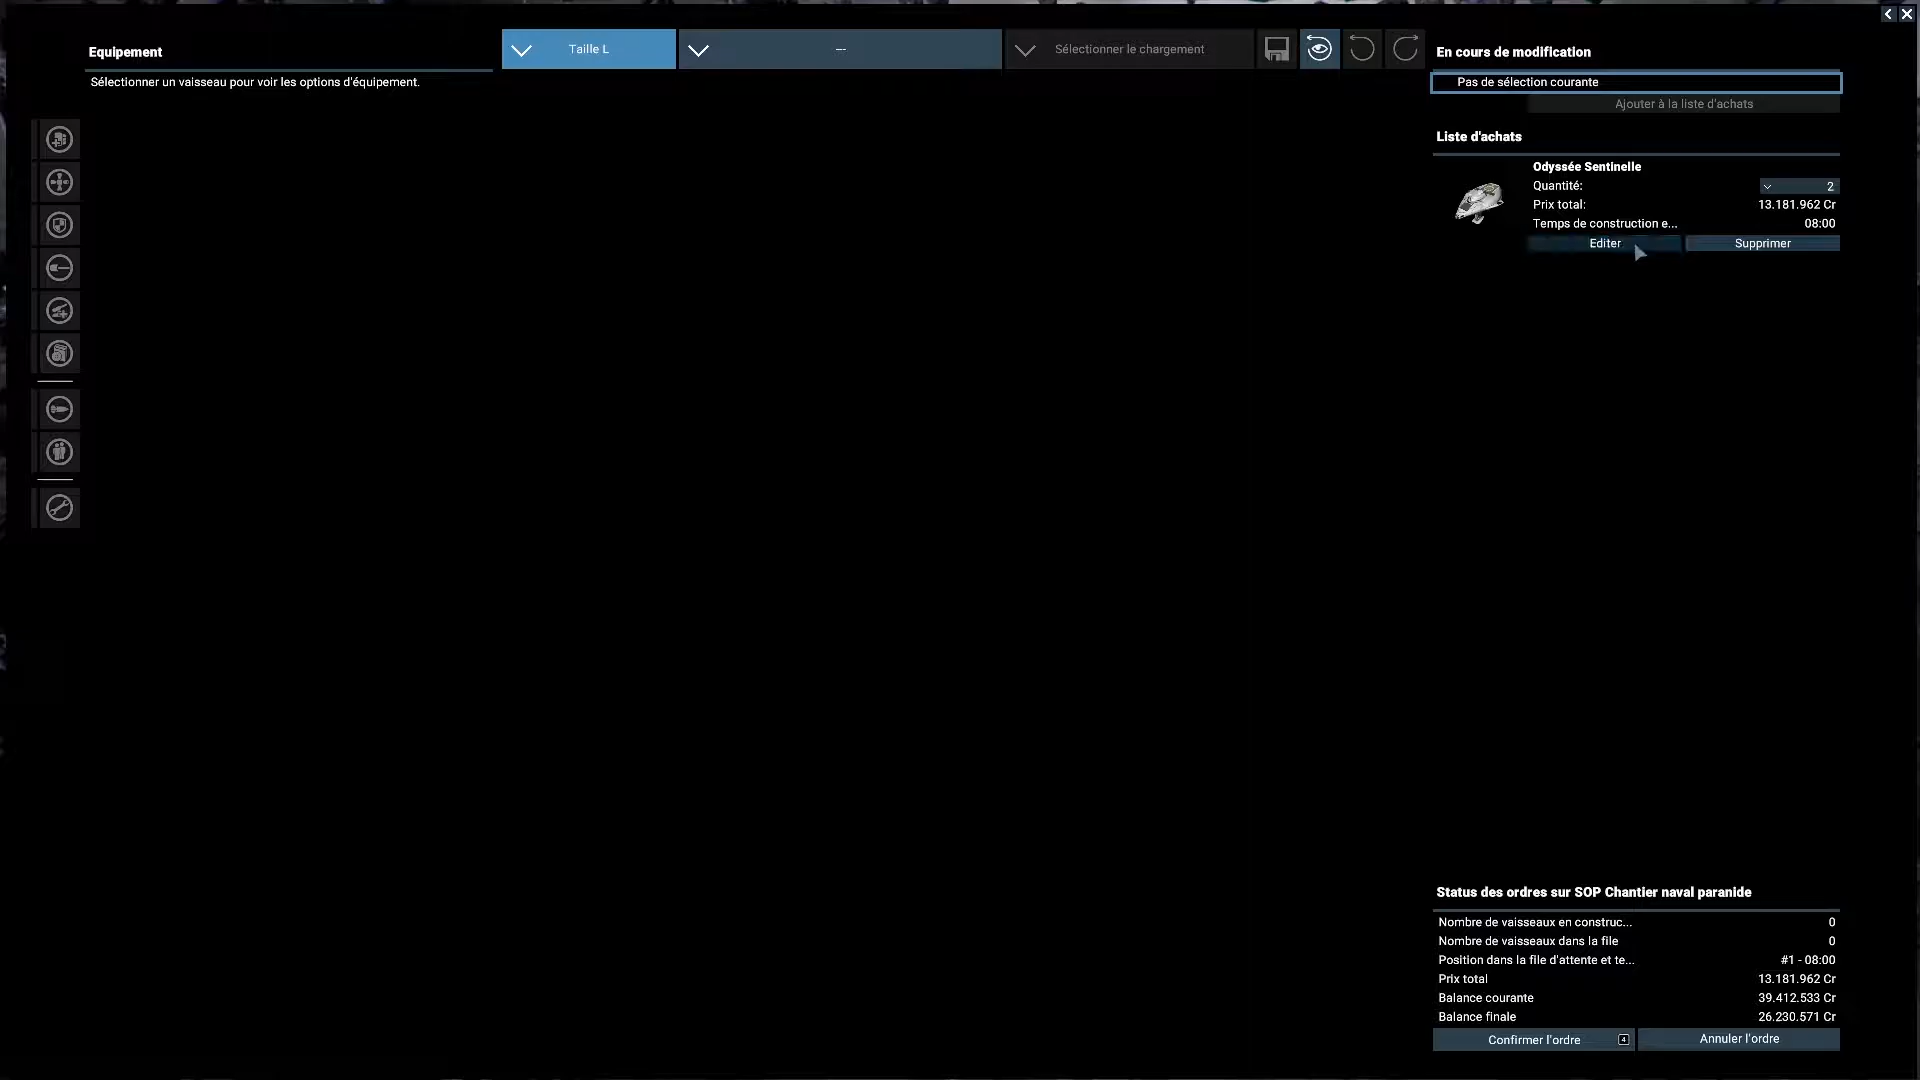 Equipement
Sélectionner un vaisseau pour voir les options d'équipement.
Taille L
---
Sélectionner le chargement
En cours de modification
Pas de sélection courante
Ajouter à la liste d'achats
Liste d'achats
Odyssée Sentinelle
Quantité: 2
Prix total: 13.181.962 Cr
Temps de construction e... 08:00
Editer Supprimer
Status des ordres sur SOP Chantier naval paranide
Nombre de vaisseaux en construc... 0
Nombre de vaisseaux dans la file 0
Position dans la file d'attente et te... #1 - 08:00
Prix total 13.181.962 Cr
Balance courante 39.412.533 Cr
Balance finale 26.230.571 Cr
Confirmer l'ordre 4 Annuler l'ordre